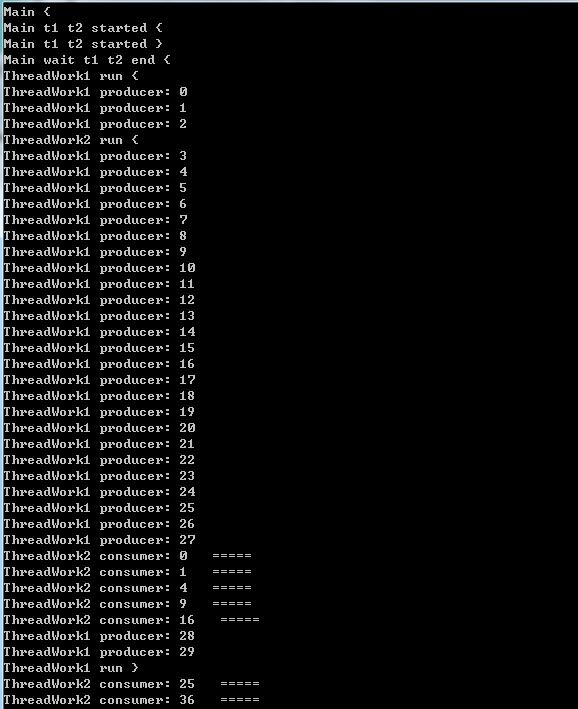 Main {
Main t1 t2 started {
Main t1 t2 started }
Main wait t1 t2 end {
ThreadWork1 run {
ThreadWork1 producer: 0
ThreadWork1 producer: 1
ThreadWork1 producer: 2
ThreadWork2 run {
ThreadWork1 producer: 3
ThreadWork1 producer: 4
ThreadWork1 producer: 5
ThreadWork1 producer: 6
ThreadWork1 producer: 7
ThreadWork1 producer: 8
ThreadWork1 producer: 9
ThreadWork1 producer: 10
ThreadWork1 producer: 11
ThreadWork1 producer: 12
ThreadWork1 producer: 13
ThreadWork1 producer: 14
ThreadWork1 producer: 15
ThreadWork1 producer: 16
ThreadWork1 producer: 17
ThreadWork1 producer: 18
ThreadWork1 producer: 19
ThreadWork1 producer: 20
ThreadWork1 producer: 21
ThreadWork1 producer: 22
ThreadWork1 producer: 23
ThreadWork1 producer: 24
ThreadWork1 producer: 25
ThreadWork1 producer: 26
ThreadWork1 producer: 27
ThreadWork2 consumer: 0   =====
ThreadWork2 consumer: 1   =====
ThreadWork2 consumer: 4   =====
ThreadWork2 consumer: 9   =====
ThreadWork2 consumer: 16   =====
ThreadWork1 producer: 28
ThreadWork1 producer: 29
ThreadWork1 run }
ThreadWork2 consumer: 25   =====
ThreadWork2 consumer: 36   =====